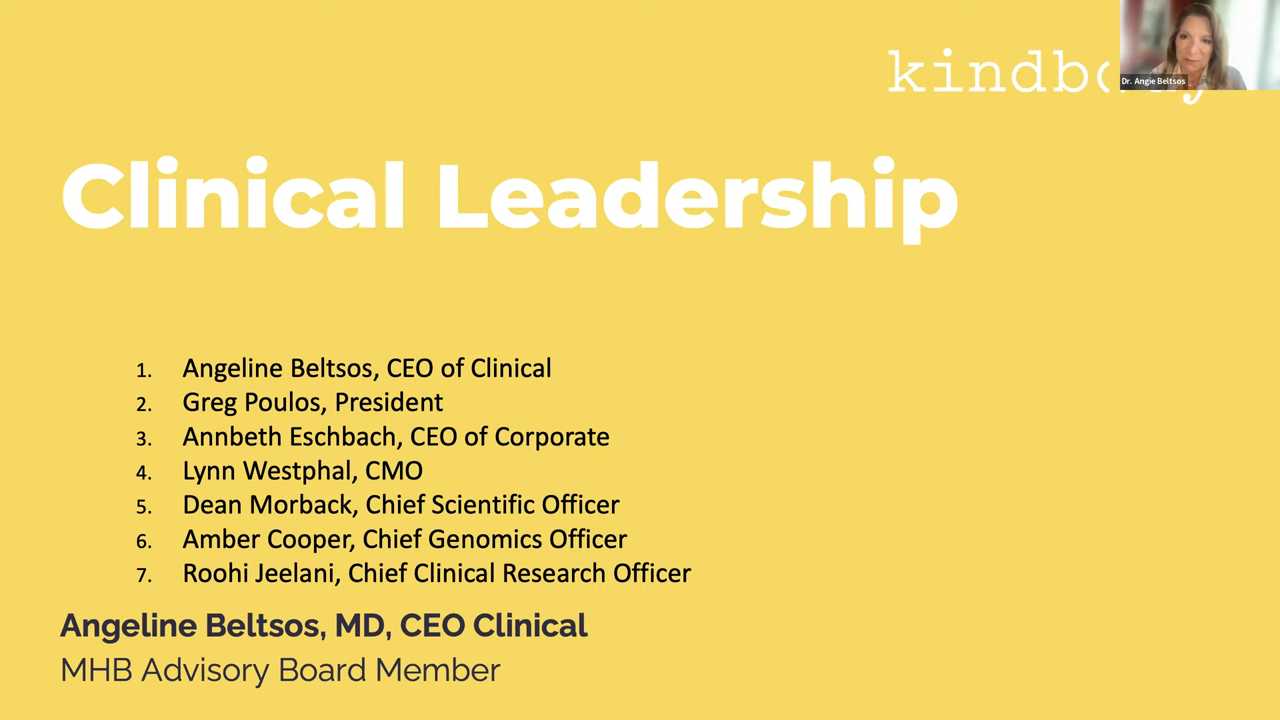 Dr. Angie Beltsos
Clinical Leadership
1. Angeline Beltsos, CEO of Clinical
2. Greg Poulos, President
3. Annbeth Eschbach, CEO of Corporate
4. Lynn Westphal, CMO
5. Dean Morback, Chief Scientific Officer
6. Amber Cooper, Chief Genomics Officer
7. Roohi Jeelani, Chief Clinical Research Officer
Angeline Beltsos, MD, CEO Clinical
MHB Advisory Board Member